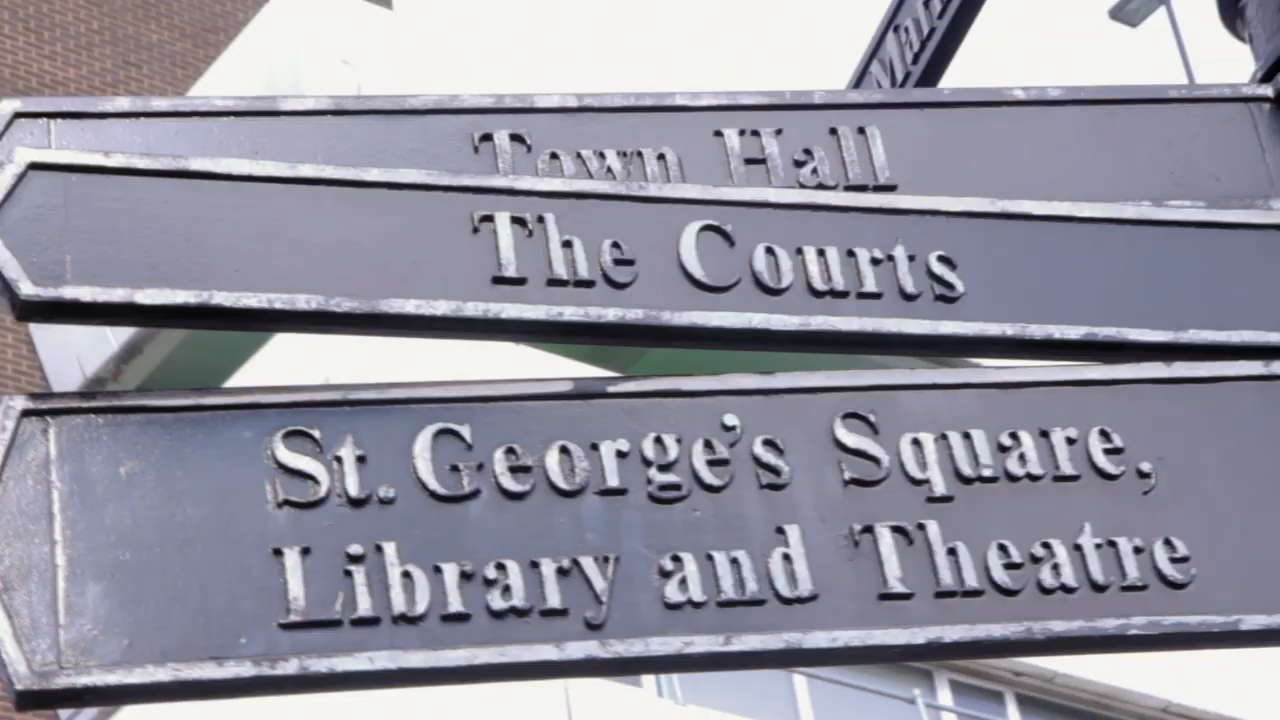 Town Hall
The Courts
St. George's Square,
Library and Theatre